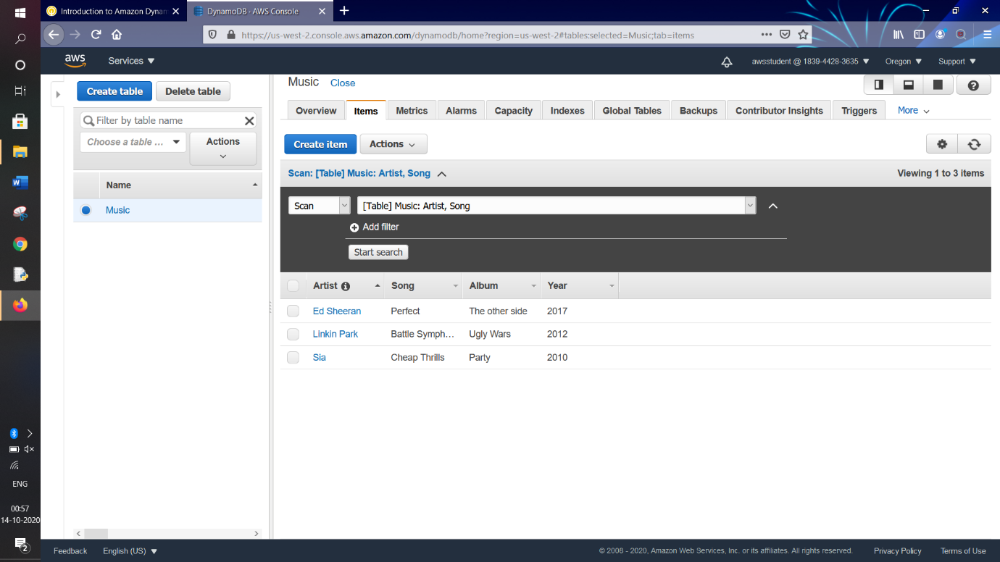 Introduction to Amazon Dynan
DynamoDB · AWS Console
https://us-west-2.console.aws.amazon.com/dynamodb/home?region=us-west-2#tables:selected=Music;tab=items
aws
Services
awsstudent @ 1839-4428-3635
Oregon
Support
Create table
Delete table
Filter by table name
Choose a table ...
Actions
Name
Music
Music
Close
Overview
Items
Metrics
Alarms
Capacity
Indexes
Global Tables
Backups
Contributor Insights
Triggers
More
Create item
Actions
Scan: [Table] Music: Artist, Song
Viewing 1 to 3 items
Scan
[Table] Music: Artist, Song
Add filter
Start search
Artist Song Album Year
Ed Sheeran Perfect The other side 2017
Linkin Park Battle Symph... Ugly Wars 2012
Sia Cheap Thrills Party 2010
ENG
00:57
14-10-2020
2
Feedback
English (US)
© 2008 - 2020, Amazon Web Services, Inc. or its affiliates. All rights reserved.
Privacy Policy
Terms of Use